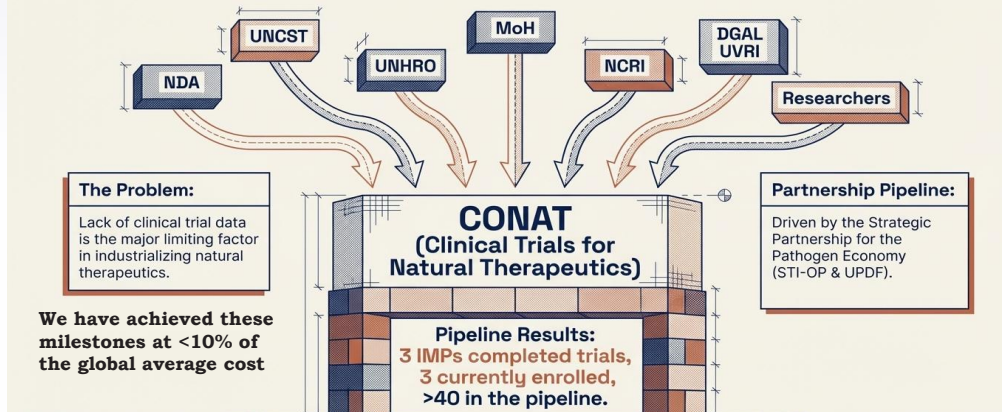 NDA
UNCST
UNHRO
MoH
NCRI
DGAL
UVRI
Researchers
The Problem:
Lack of clinical trial data
is the major limiting factor
in industrializing natural
therapeutics.
We have achieved these
milestones at <10% of
the global average cost
CONAT
(Clinical Trials for
Natural Therapeutics)
Pipeline Results:
3 IMPs completed trials,
3 currently enrolled,
>40 in the pipeline.
Partnership Pipeline:
Driven by the Strategic
Partnership for the
Pathogen Economy
(STI-OP & UPDF).